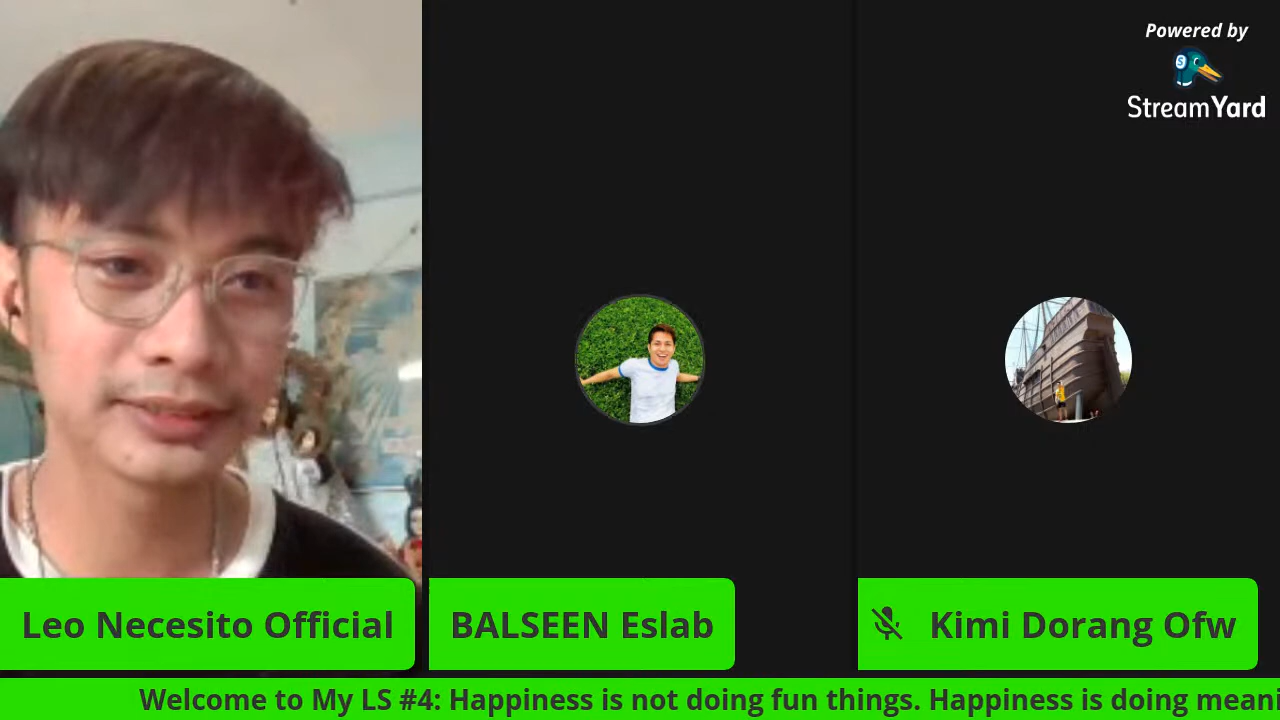 Powered by
StreamYard
Leo Necesito Official
BALSEEN Eslab
Kimi Dorang Ofw
Welcome to My LS #4: Happiness is not doing fun things. Happiness is doing meani